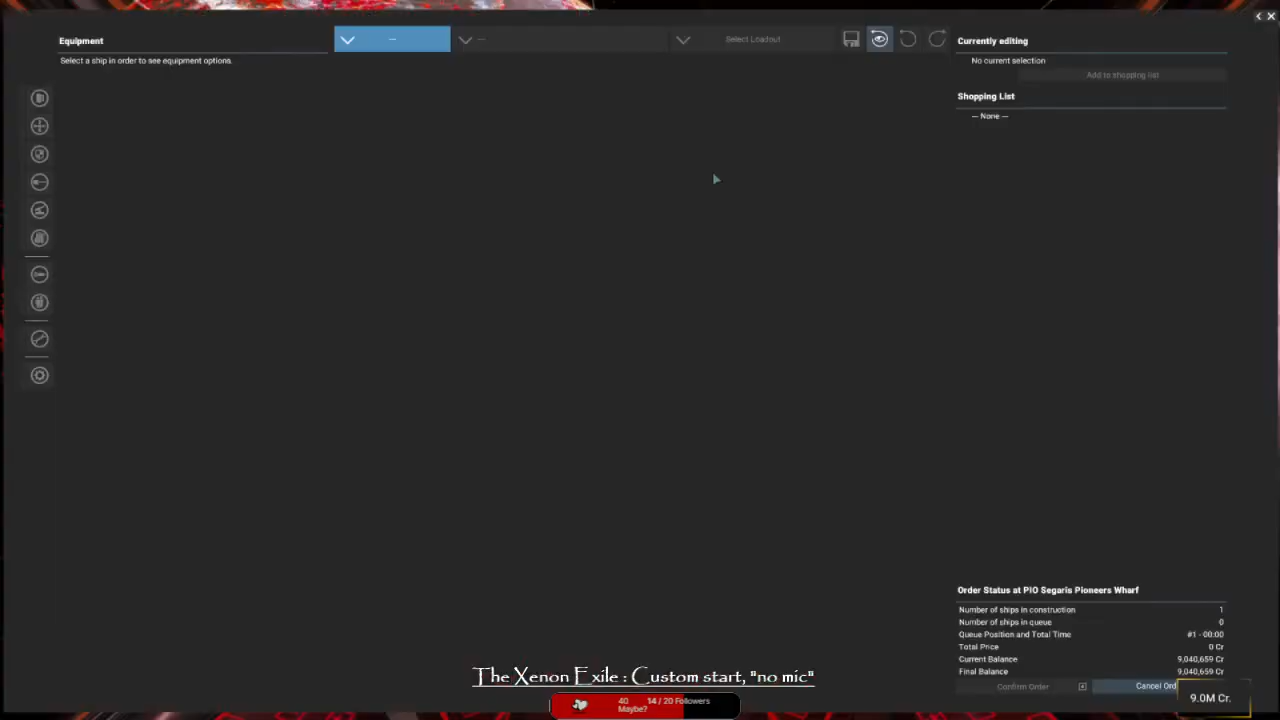 Equipment
Select a ship in order to see equipment options.
--
--
Select Loadout
Currently editing
No current selection
Add to shopping list
Shopping List
-- None --
Order Status at PIO Segaris Pioneers Wharf
Number of ships in construction 1
Number of ships in queue 0
Queue Position and Total Time #1 - 00:00
Total Price 0 Cr
Current Balance 9,040,659 Cr
Final Balance 9,040,659 Cr
Confirm Order
Cancel Ord
9.0M Cr.
The Xenon Exile : Custom start, "no mic"
40 14 / 20 Followers
Maybe?